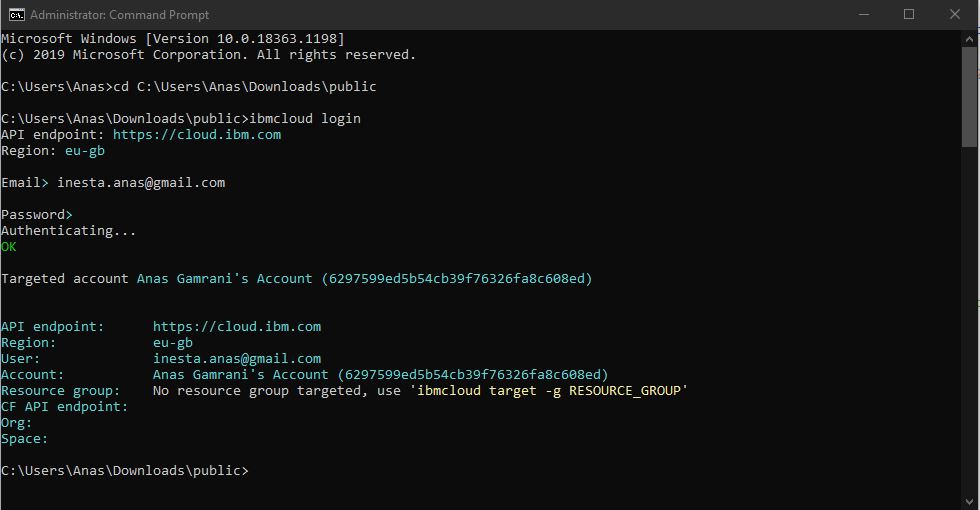 Administrator: Command Prompt
Microsoft Windows [Version 10.0.18363.1198]
(c) 2019 Microsoft Corporation. All rights reserved.
C:\Users\Anas>cd C:\Users\Anas\Downloads\public
C:\Users\Anas\Downloads\public>ibmcloud login
API endpoint: https://cloud.ibm.com
Region: eu-gb
Email> inesta.anas@gmail.com
Password>
Authenticating...
OK
Targeted account Anas Gamrani's Account (6297599ed5b54cb39f76326fa8c608ed)
API endpoint: https://cloud.ibm.com
Region: eu-gb
User: inesta.anas@gmail.com
Account: Anas Gamrani's Account (6297599ed5b54cb39f76326fa8c608ed)
Resource group: No resource group targeted, use 'ibmcloud target -g RESOURCE_GROUP'
CF API endpoint:
Org:
Space:
C:\Users\Anas\Downloads\public>